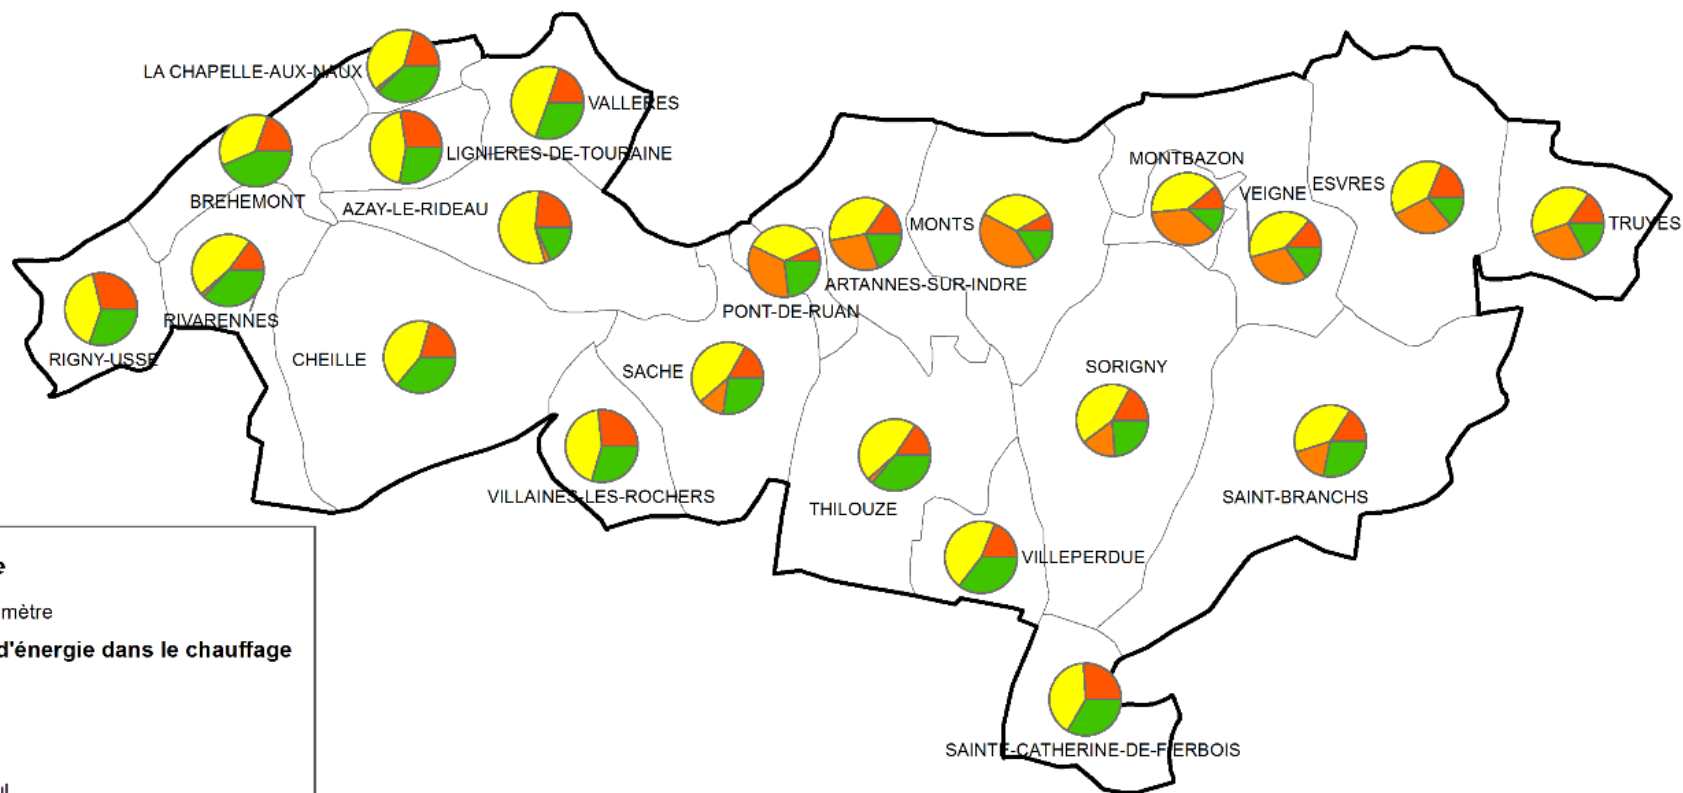 LA CHAPELLE-AUX-NAUX
VALLERES
LIGNIERES-DE-TOURAINE
BREHEMONT
AZAY-LE-RIDEAU
MONTBAZON
VEIGNE
ESVRES
TRUYES
MONTS
ARTANNES-SUR-INDRE
PONT-DE-RUAN
RIVARENNES
RIGNY-USSE
CHEILLE
SACHE
SORIGNY
VILLAINES-LES-ROCHERS
THILOUZE
SAINT-BRANCHS
VILLEPERDUE
SAINTE-CATHERINE-DE-FIERBOIS
mètre
d'énergie dans le chauffage